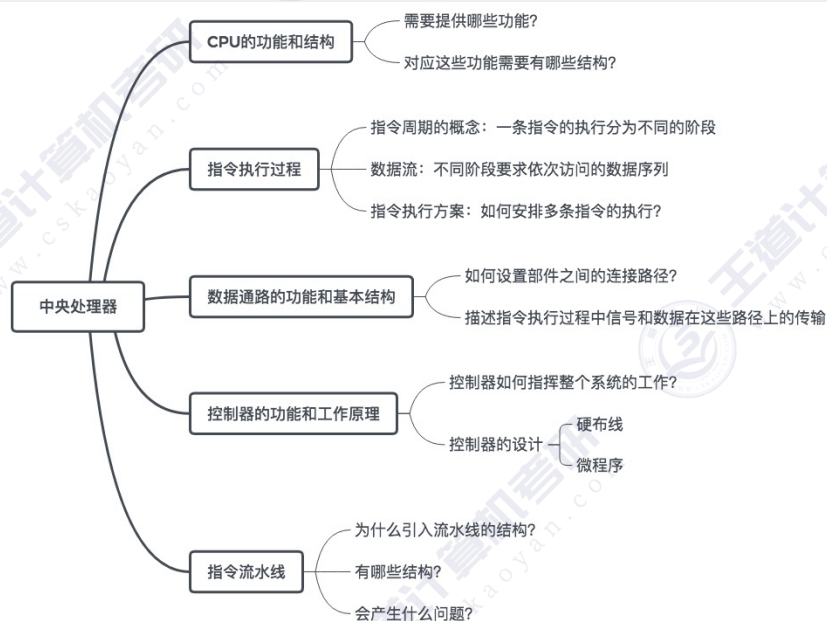 CPU的功能和结构
需要提供哪些功能？
对应这些功能需要有哪些结构？
指令执行过程
指令周期的概念：一条指令的执行分为不同的阶段
数据流：不同阶段要求依次访问的数据序列
指令执行方案：如何安排多条指令的执行？
中央处理器
数据通路的功能和基本结构
如何设置部件之间的连接路径？
描述指令执行过程中信号和数据在这些路径上的传输
控制器的功能和工作原理
控制器如何指挥整个系统的工作？
控制器的设计
硬布线
微程序
指令流水线
为什么引入流水线的结构？
有哪些结构？
会产生什么问题？
王道计算机考研
www.cskaoyan.com